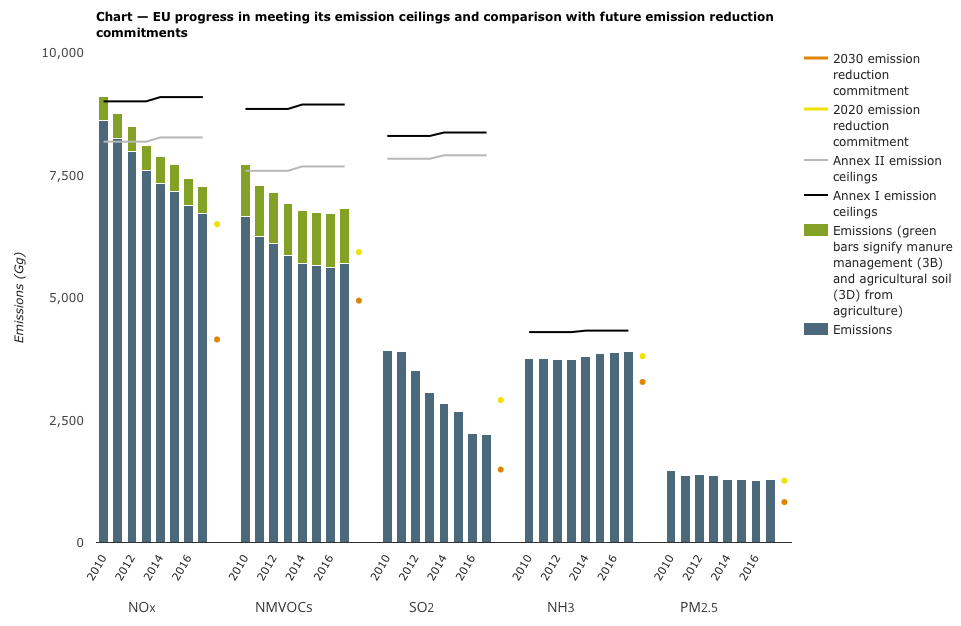 Chart — EU progress in meeting its emission ceilings and comparison with future emission reduction
commitments
10,000
7,500
5,000
2,500
0
Emissions (Gg)
2010
2012
2014
2016
2010
2012
2014
2016
2010
2012
2014
2016
2010
2012
2014
2016
2010
2012
2014
2016
NOx
NMVOCs
SO2
NH3
PM2.5
2030 emission
reduction
commitment
2020 emission
reduction
commitment
Annex II emission
ceilings
Annex I emission
ceilings
Emissions (green
bars signify manure
management (3B)
and agricultural soil
(3D) from
agriculture)
Emissions